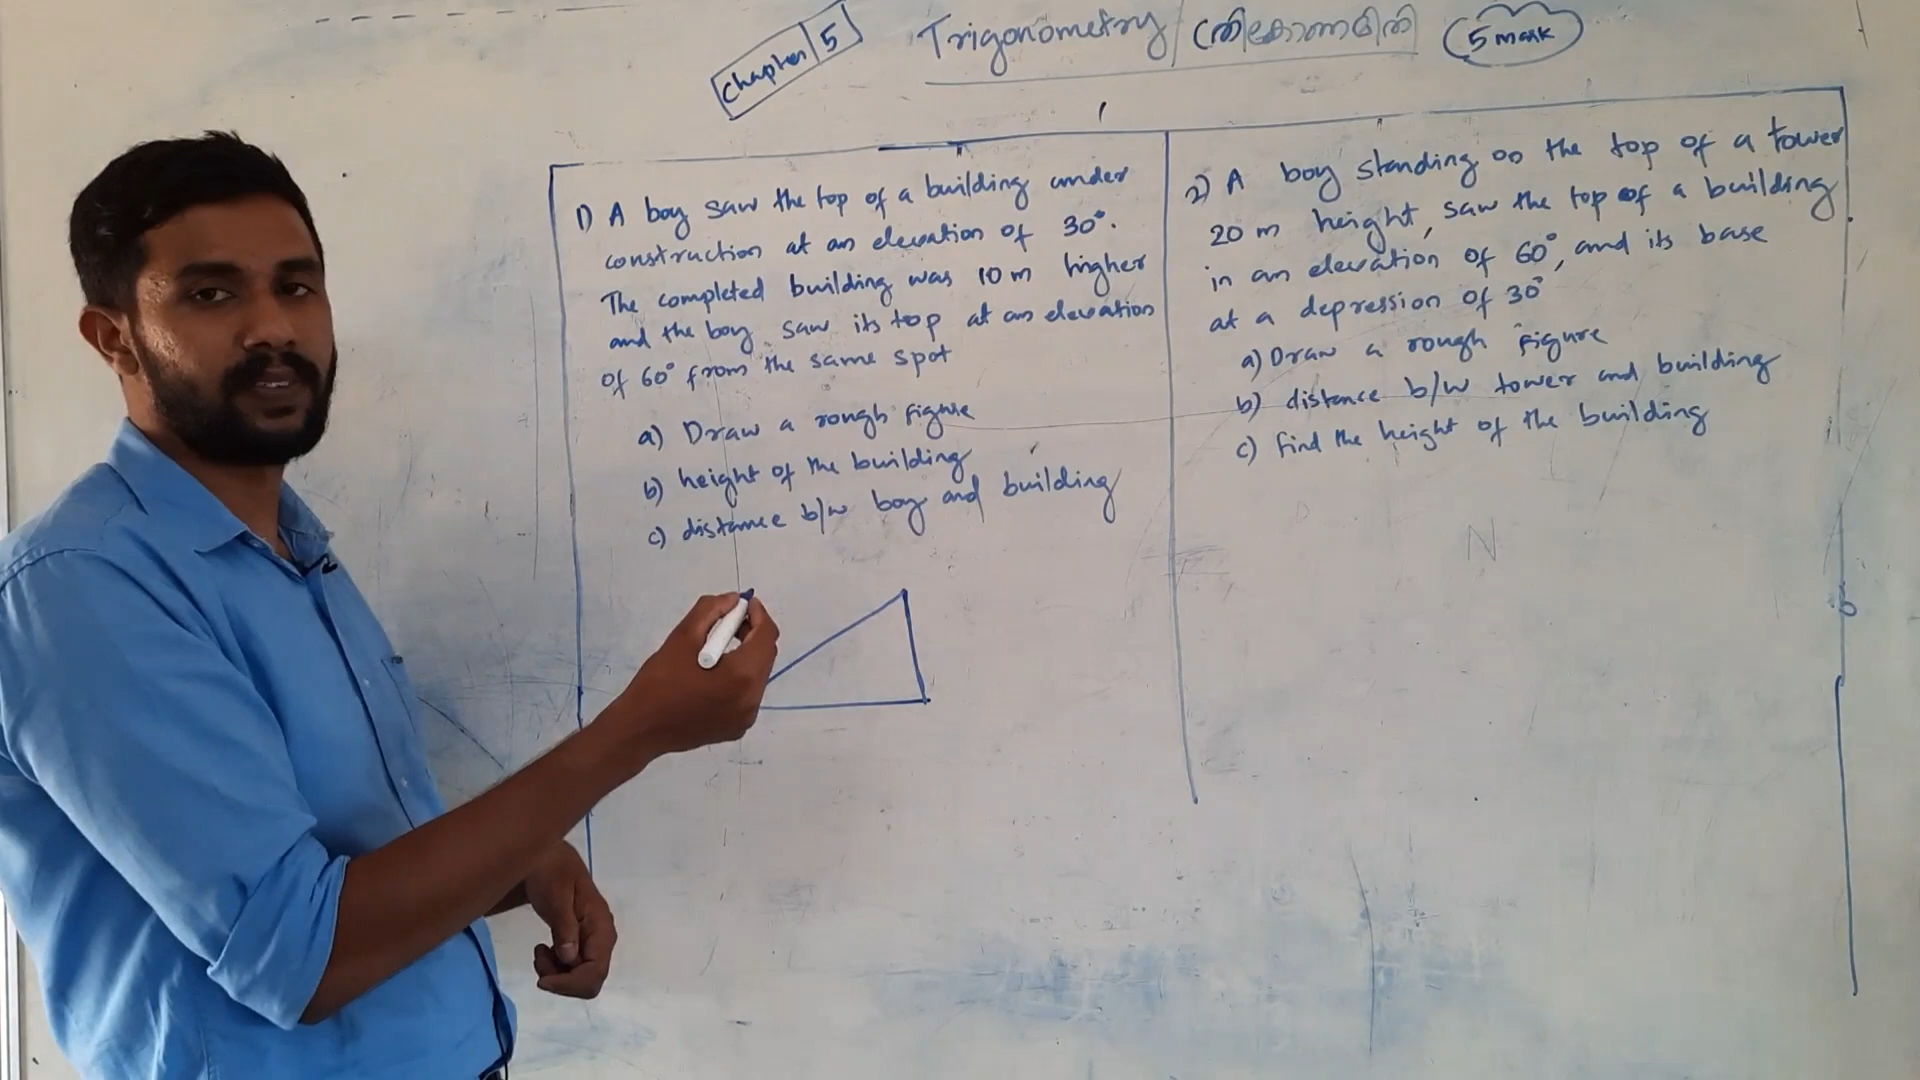 Chapter 5
Trigonometry / ത്രികോണമിതി 5 mark
1) A boy saw the top of a building under
construction at an elevation of 30°.
The completed building was 10 m higher
and the boy saw its top at an elevation
of 60° from the same spot
a) Draw a rough figure
b) height of the building
c) distance b/w boy and building
2) A boy standing on the top of a tower
20 m height, saw the top of a building
in an elevation of 60°, and its base
at a depression of 30°
a) Draw a rough figure
b) distance b/w tower and building
c) find the height of the building
N